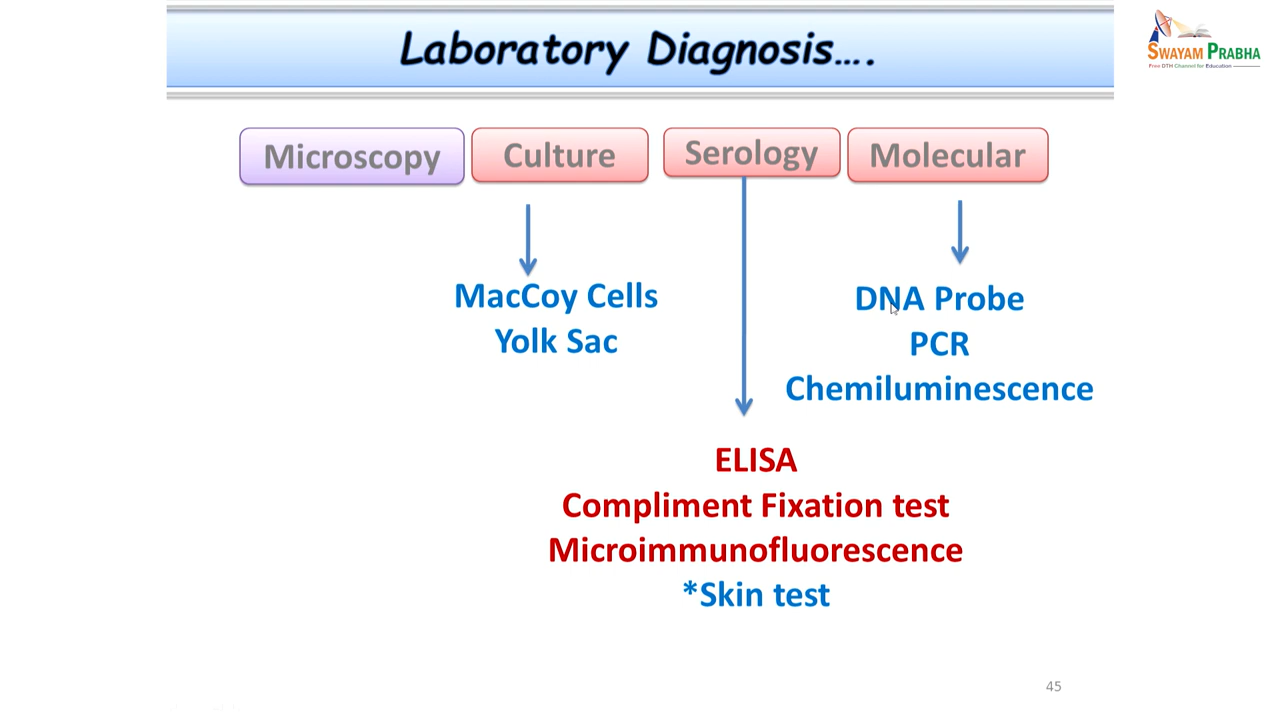 Laboratory Diagnosis....
SWAYAM PRABHA
Free DTH Channel for Education
Microscopy
Culture
Serology
Molecular
MacCoy Cells
Yolk Sac
DNA Probe
PCR
Chemiluminescence
ELISA
Compliment Fixation test
Microimmunofluorescence
*Skin test
45